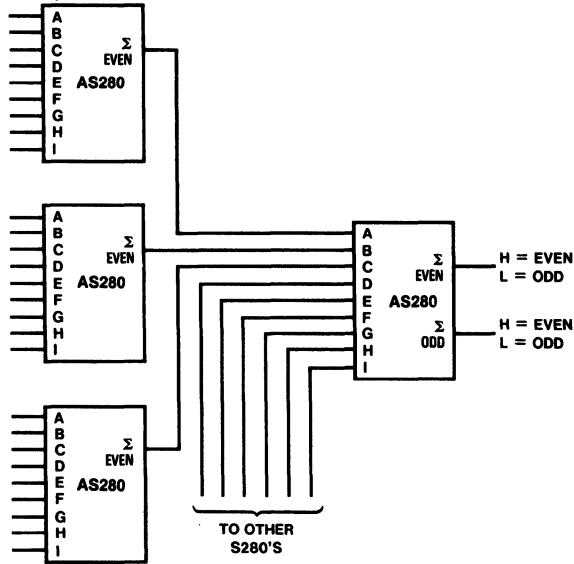 A
B
C
D
E
F
G
H
I
Σ
EVEN
AS280
A
B
C
D
E
F
G
H
I
Σ
EVEN
AS280
A
B
C
D
E
F
G
H
I
Σ
EVEN
AS280
A
B
C
D
E
F
G
H
I
Σ
EVEN
AS280
Σ
ODD
H = EVEN
L = ODD
H = EVEN
L = ODD
TO OTHER
S280'S